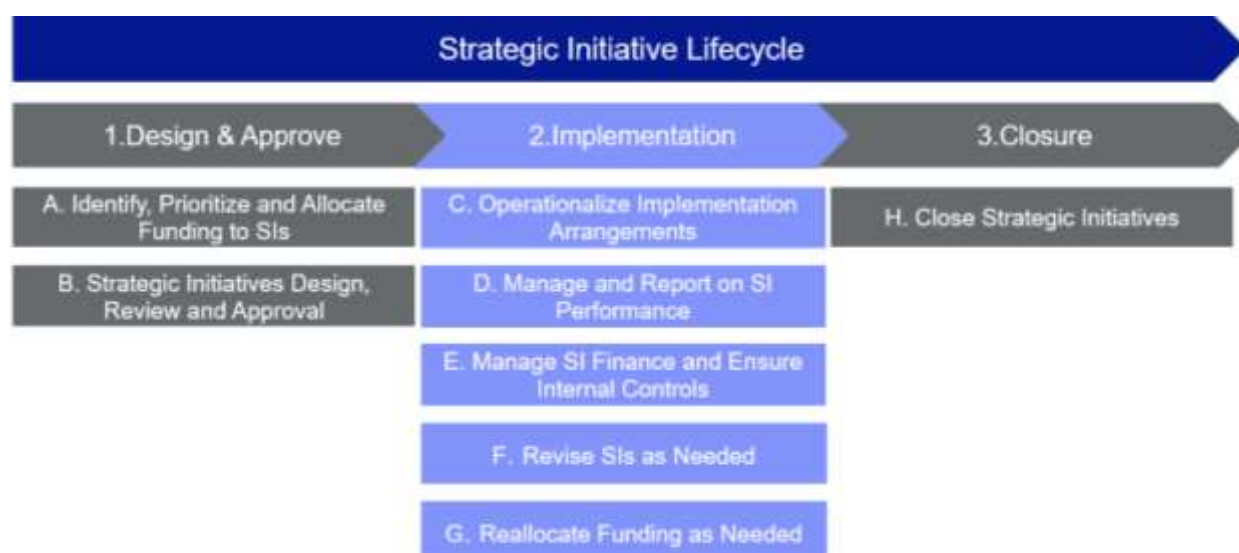 Strategic Initiative Lifecycle
1.Design & Approve
2.Implementation
3.Closure
A. Identify, Prioritize and Allocate
Funding to SIs
B. Strategic Initiatives Design,
Review and Approval
C. Operationalize Implementation
Arrangements
D. Manage and Report on SI
Performance
E. Manage SI Finance and Ensure
Internal Controls
F. Revise SIs as Needed
G. Reallocate Funding as Needed
H. Close Strategic Initiatives